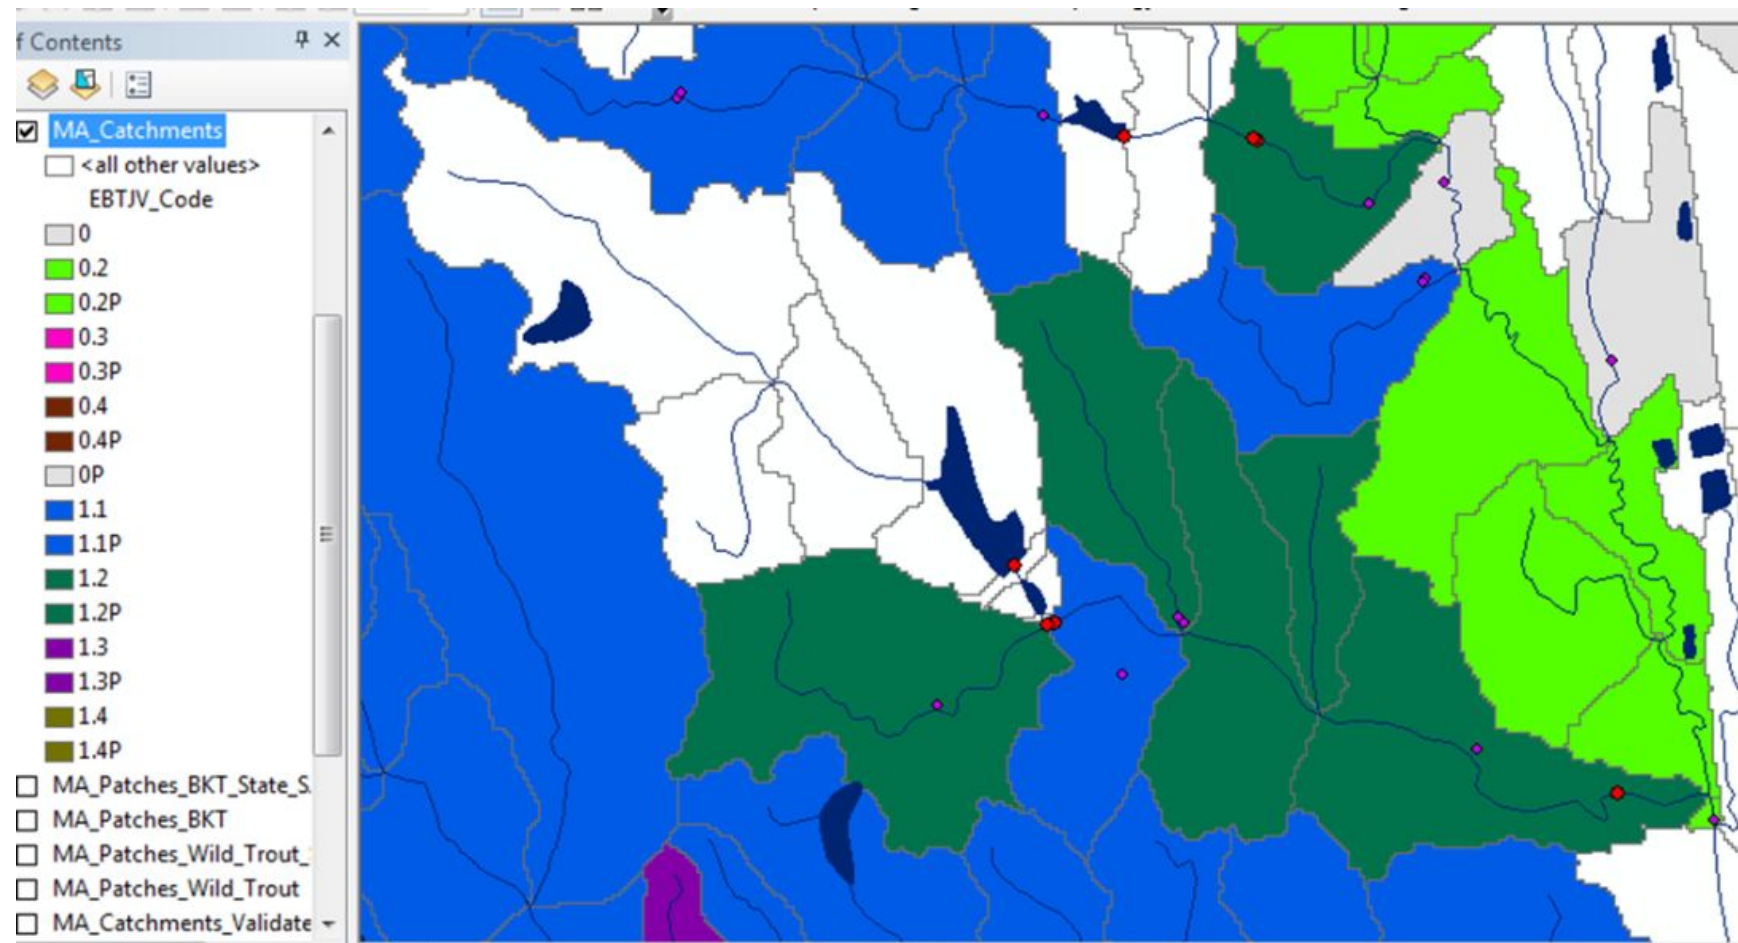 f Contents
MA_Catchments
<all other values>
EBTJV_Code
0
0.2
0.2P
0.3
0.3P
0.4
0.4P
0P
1.1
1.1P
1.2
1.2P
1.3
1.3P
1.4
1.4P
MA_Patches_BKT_State_S
MA_Patches_BKT
MA_Patches_Wild_Trout_
MA_Patches_Wild_Trout
MA_Catchments_Validate